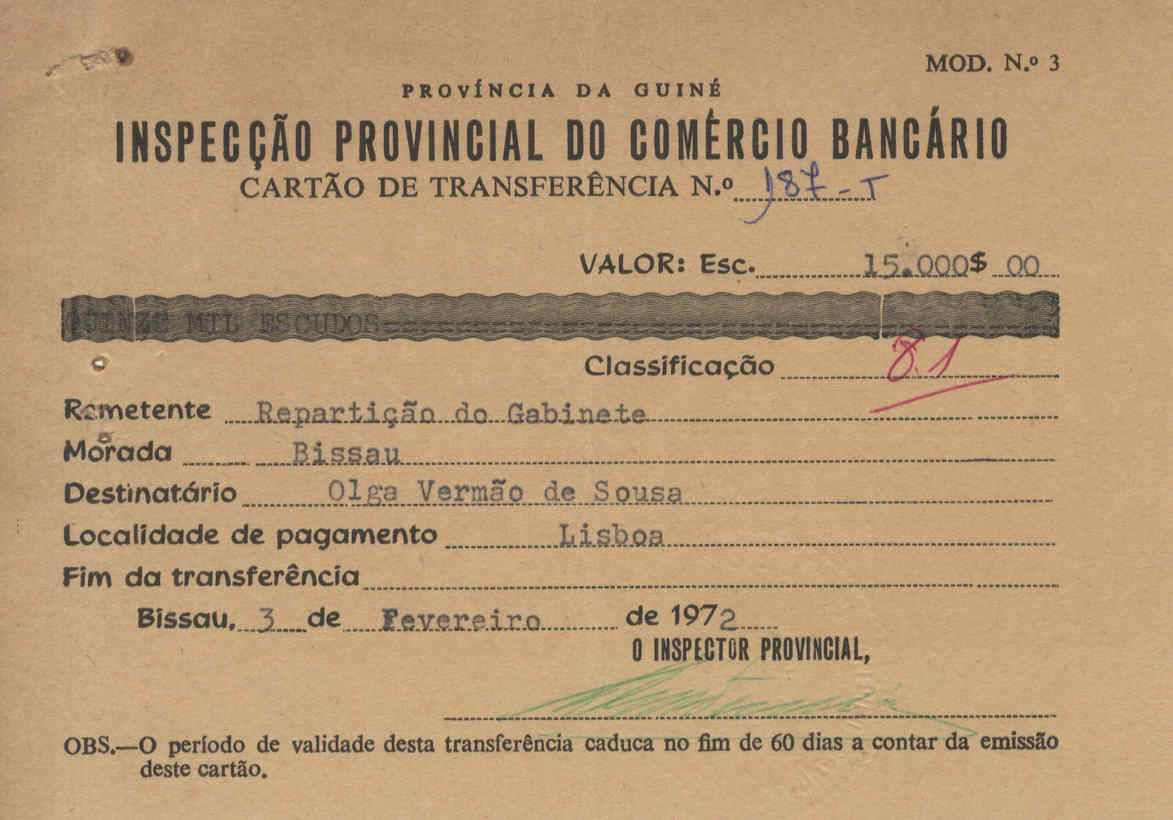 MOD. N.º 3
PROVÍNCIA DA GUINÉ
INSPECÇÃO PROVINCIAL DO COMÉRCIO BANCÁRIO
CARTÃO DE TRANSFERÊNCIA N.º 187-T
VALOR: Esc. 15.000$ 00
QUINZE MIL ESCUDOS
Classificação 8.1
Remetente Repartição do Gabinete
Morada Bissau
Destinatário Olga Vermão de Sousa
Localidade de pagamento Lisboa
Fim da transferência
Bissau, 3 de Fevereiro de 1972
O INSPECTOR PROVINCIAL,
OBS.—O período de validade desta transferência caduca no fim de 60 dias a contar da emissão
deste cartão.